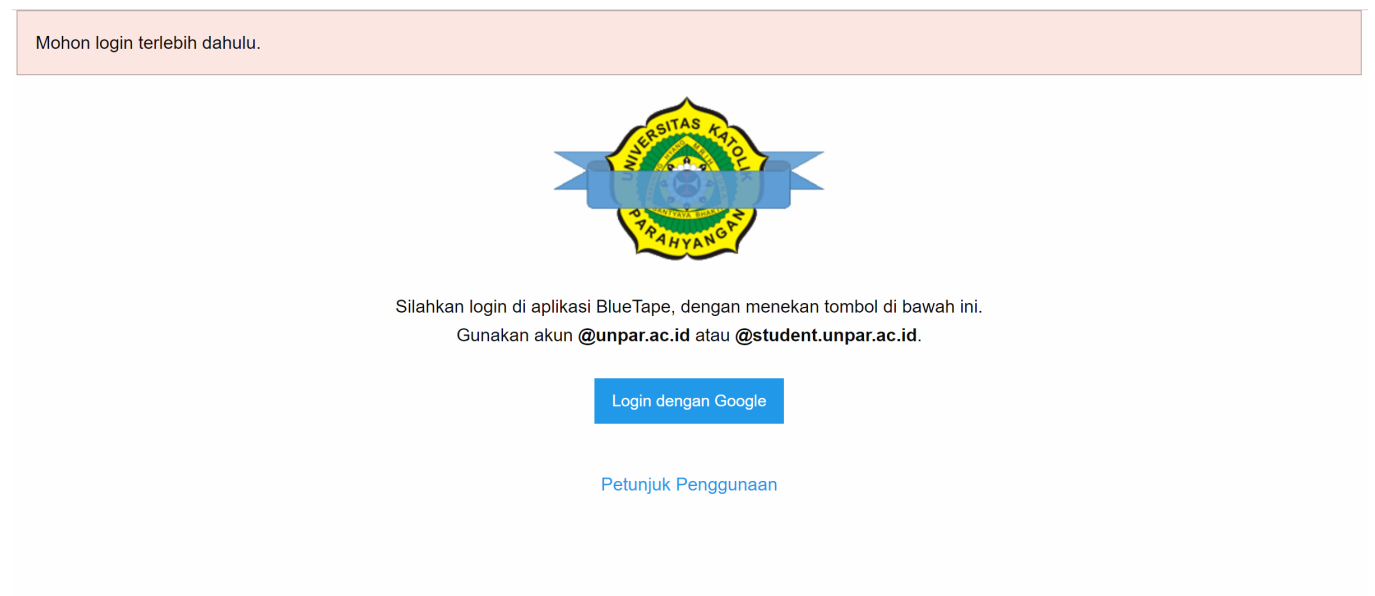 Mohon login terlebih dahulu.
UNIVERSITAS KATOLIK
PARAHYANGAN
Silahkan login di aplikasi BlueTape, dengan menekan tombol di bawah ini.
Gunakan akun @unpar.ac.id atau @student.unpar.ac.id.
Login dengan Google
Petunjuk Penggunaan